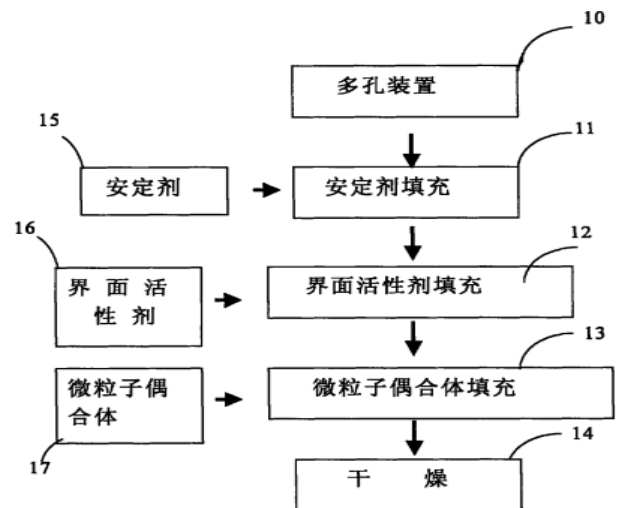 10
多孔装置
15
11
安定剂
安定剂填充
16
12
界 面 活
性 剂
界面活性剂填充
13
微粒子偶
合体
微粒子偶合体填充
17
14
干 燥